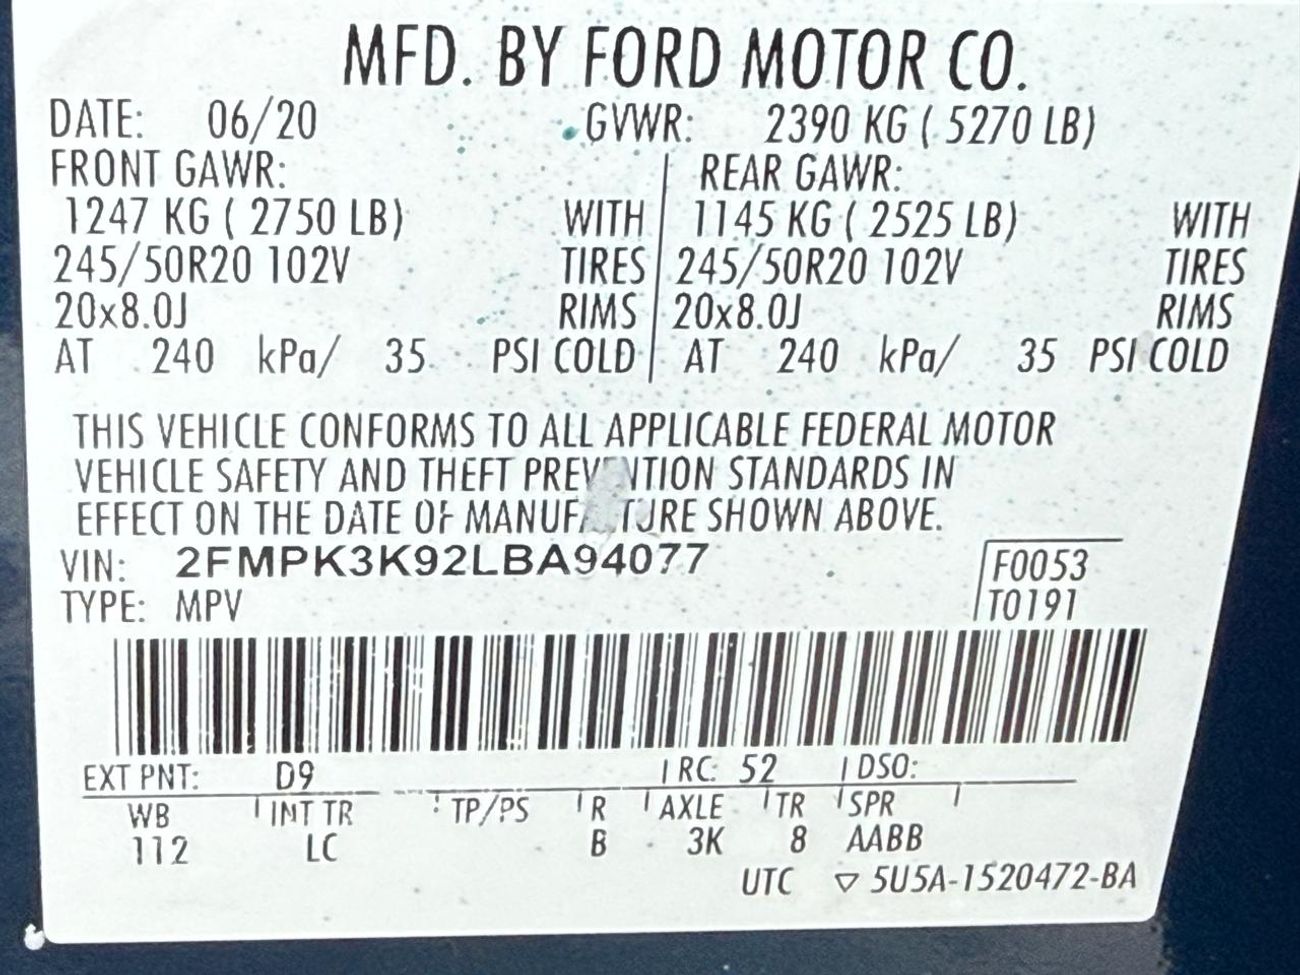 MFD. BY FORD MOTOR CO.
DATE: 06/20 GVWR: 2390 KG ( 5270 LB)
FRONT GAWR: REAR GAWR:
1247 KG ( 2750 LB) WITH 1145 KG ( 2525 LB) WITH
245/50R20 102V TIRES 245/50R20 102V TIRES
20x8.0J RIMS 20x8.0J RIMS
AT 240 kPa/ 35 PSI COLD AT 240 kPa/ 35 PSI COLD
THIS VEHICLE CONFORMS TO ALL APPLICABLE FEDERAL MOTOR
VEHICLE SAFETY AND THEFT PREVENTION STANDARDS IN
EFFECT ON THE DATE OF MANUFACTURE SHOWN ABOVE.
VIN: 2FMPK3K92LBA94077
TYPE: MPV
F0053
T0191
EXT PNT: D9 RC: 52 DSO:
WB INT TR TP/PS R AXLE TR SPR
112 LC B 3K 8 AABB
UTC ▽ 5U5A-1520472-BA